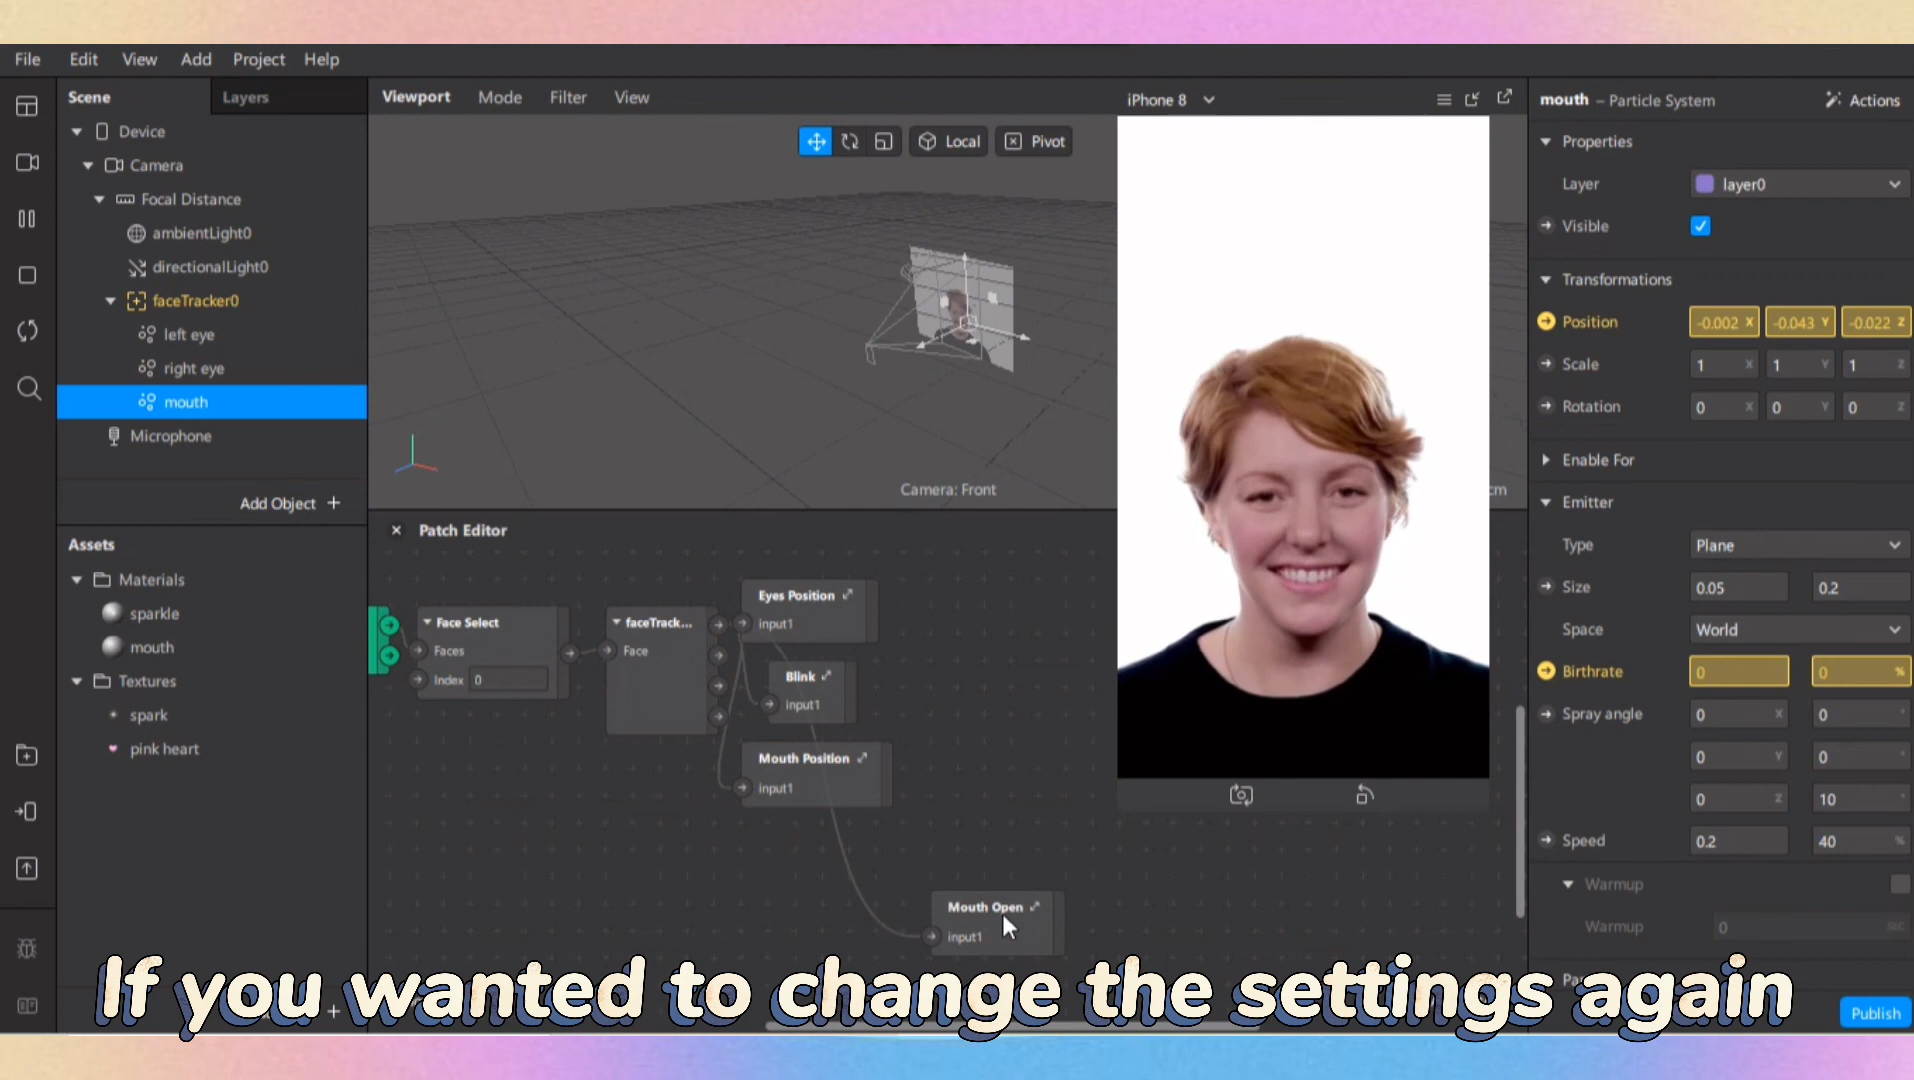 File Edit View Add Project Help
Scene Layers
Device
Camera
Focal Distance
ambientLight0
directionalLight0
faceTracker0
left eye
right eye
mouth
Microphone
Add Object +
Assets
Materials
sparkle
mouth
Textures
spark
pink heart
Viewport Mode Filter View
Local Pivot
Camera: Front
cm
iPhone 8
Patch Editor
Face Select
Faces
Index 0
faceTrack...
Face
Eyes Position
input1
Blink
input1
Mouth Position
input1
Mouth Open
input1
mouth – Particle System Actions
Properties
Layer layer0
Visible
Transformations
Position -0.002 X -0.043 Y -0.022 Z
Scale 1 X 1 Y 1 Z
Rotation 0 X 0 Y 0 Z
Enable For
Emitter
Type Plane
Size 0.05 0.2
Space World
Birthrate 0 0 %
Spray angle 0 X 0 °
0 Y 0 °
0 Z 10 °
Speed 0.2 40 %
Warmup
Warmup 0 SEC
Publish
If you wanted to change the settings again